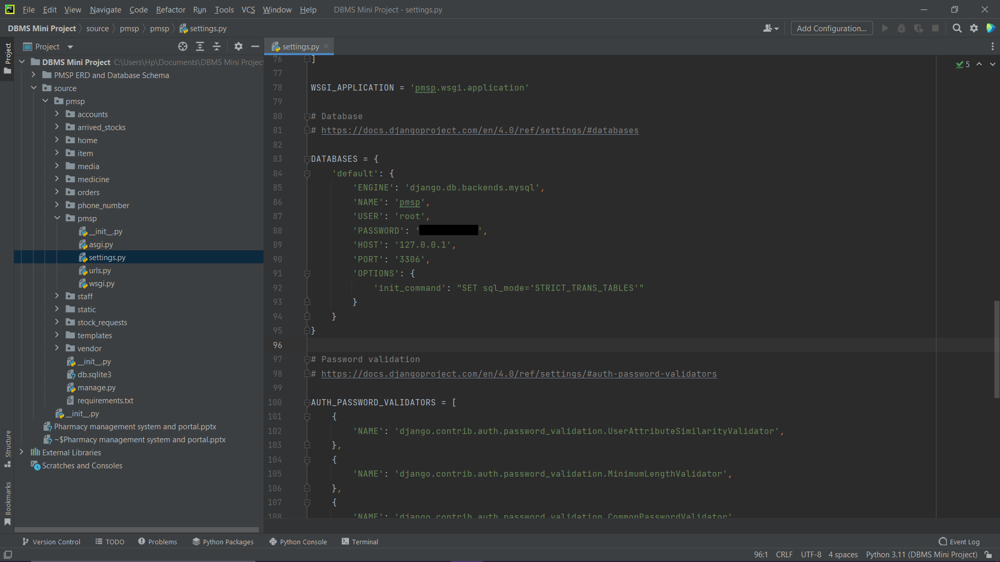 File Edit View Navigate Code Refactor Run Tools VCS Window Help DBMS Mini Project - settings.py
DBMS Mini Project source pmsp pmsp settings.py Add Configuration...
Project
Project
settings.py
DBMS Mini Project C:\Users\Hp\Documents\DBMS Mini Projec
PMSP ERD and Database Schema
source
pmsp
accounts
arrived_stocks
home
item
media
medicine
orders
phone_number
pmsp
__init__.py
asgi.py
settings.py
urls.py
wsgi.py
staff
static
stock_requests
templates
vendor
__init__.py
db.sqlite3
manage.py
requirements.txt
__init__.py
Pharmacy management system and portal.pptx
~$Pharmacy management system and portal.pptx
External Libraries
Scratches and Consoles
Structure
Bookmarks
5
76 ]
77
78 WSGI_APPLICATION = 'pmsp.wsgi.application'
79
80 # Database
81 # https://docs.djangoproject.com/en/4.0/ref/settings/#databases
82
83 DATABASES = {
84 'default': {
85 'ENGINE': 'django.db.backends.mysql',
86 'NAME': 'pmsp',
87 'USER': 'root',
88 'PASSWORD': ' ',
89 'HOST': '127.0.0.1',
90 'PORT': '3306',
91 'OPTIONS': {
92 'init_command': "SET sql_mode='STRICT_TRANS_TABLES'"
93 }
94 }
95 }
96
97 # Password validation
98 # https://docs.djangoproject.com/en/4.0/ref/settings/#auth-password-validators
99
100 AUTH_PASSWORD_VALIDATORS = [
101 {
102 'NAME': 'django.contrib.auth.password_validation.UserAttributeSimilarityValidator',
103 },
104 {
105 'NAME': 'django.contrib.auth.password_validation.MinimumLengthValidator',
106 },
107 {
108 'NAME': 'django.contrib.auth.password_validation.CommonPasswordValidator'
Version Control TODO Problems Python Packages Python Console Terminal Event Log
96:1 CRLF UTF-8 4 spaces Python 3.11 (DBMS Mini Project)